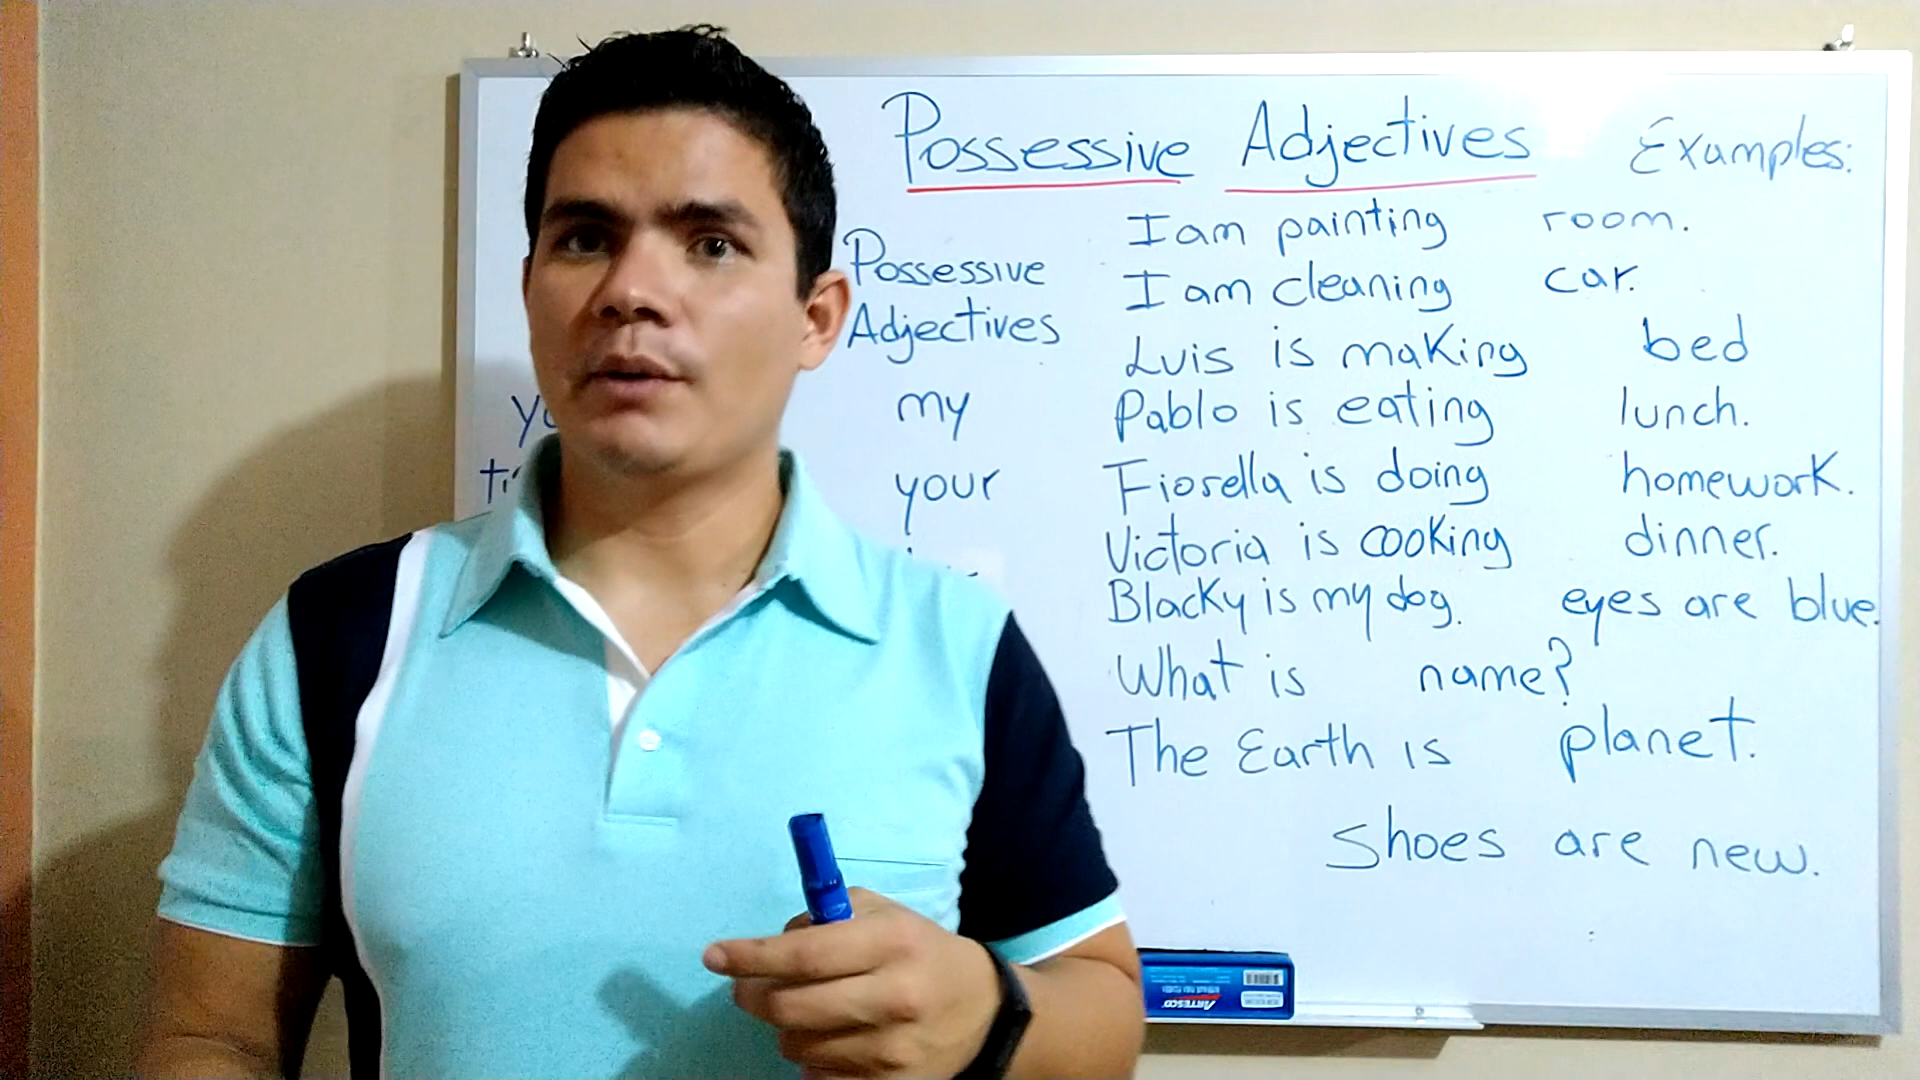 Possessive Adjectives Examples:
Possessive
Adjectives
my
your
I am painting room.
I am cleaning car.
Luis is making bed
Pablo is eating lunch.
Fiorella is doing homework.
Victoria is cooking dinner.
Blacky is my dog. eyes are blue.
What is name?
The Earth is planet.
Shoes are new.
ARTESCO